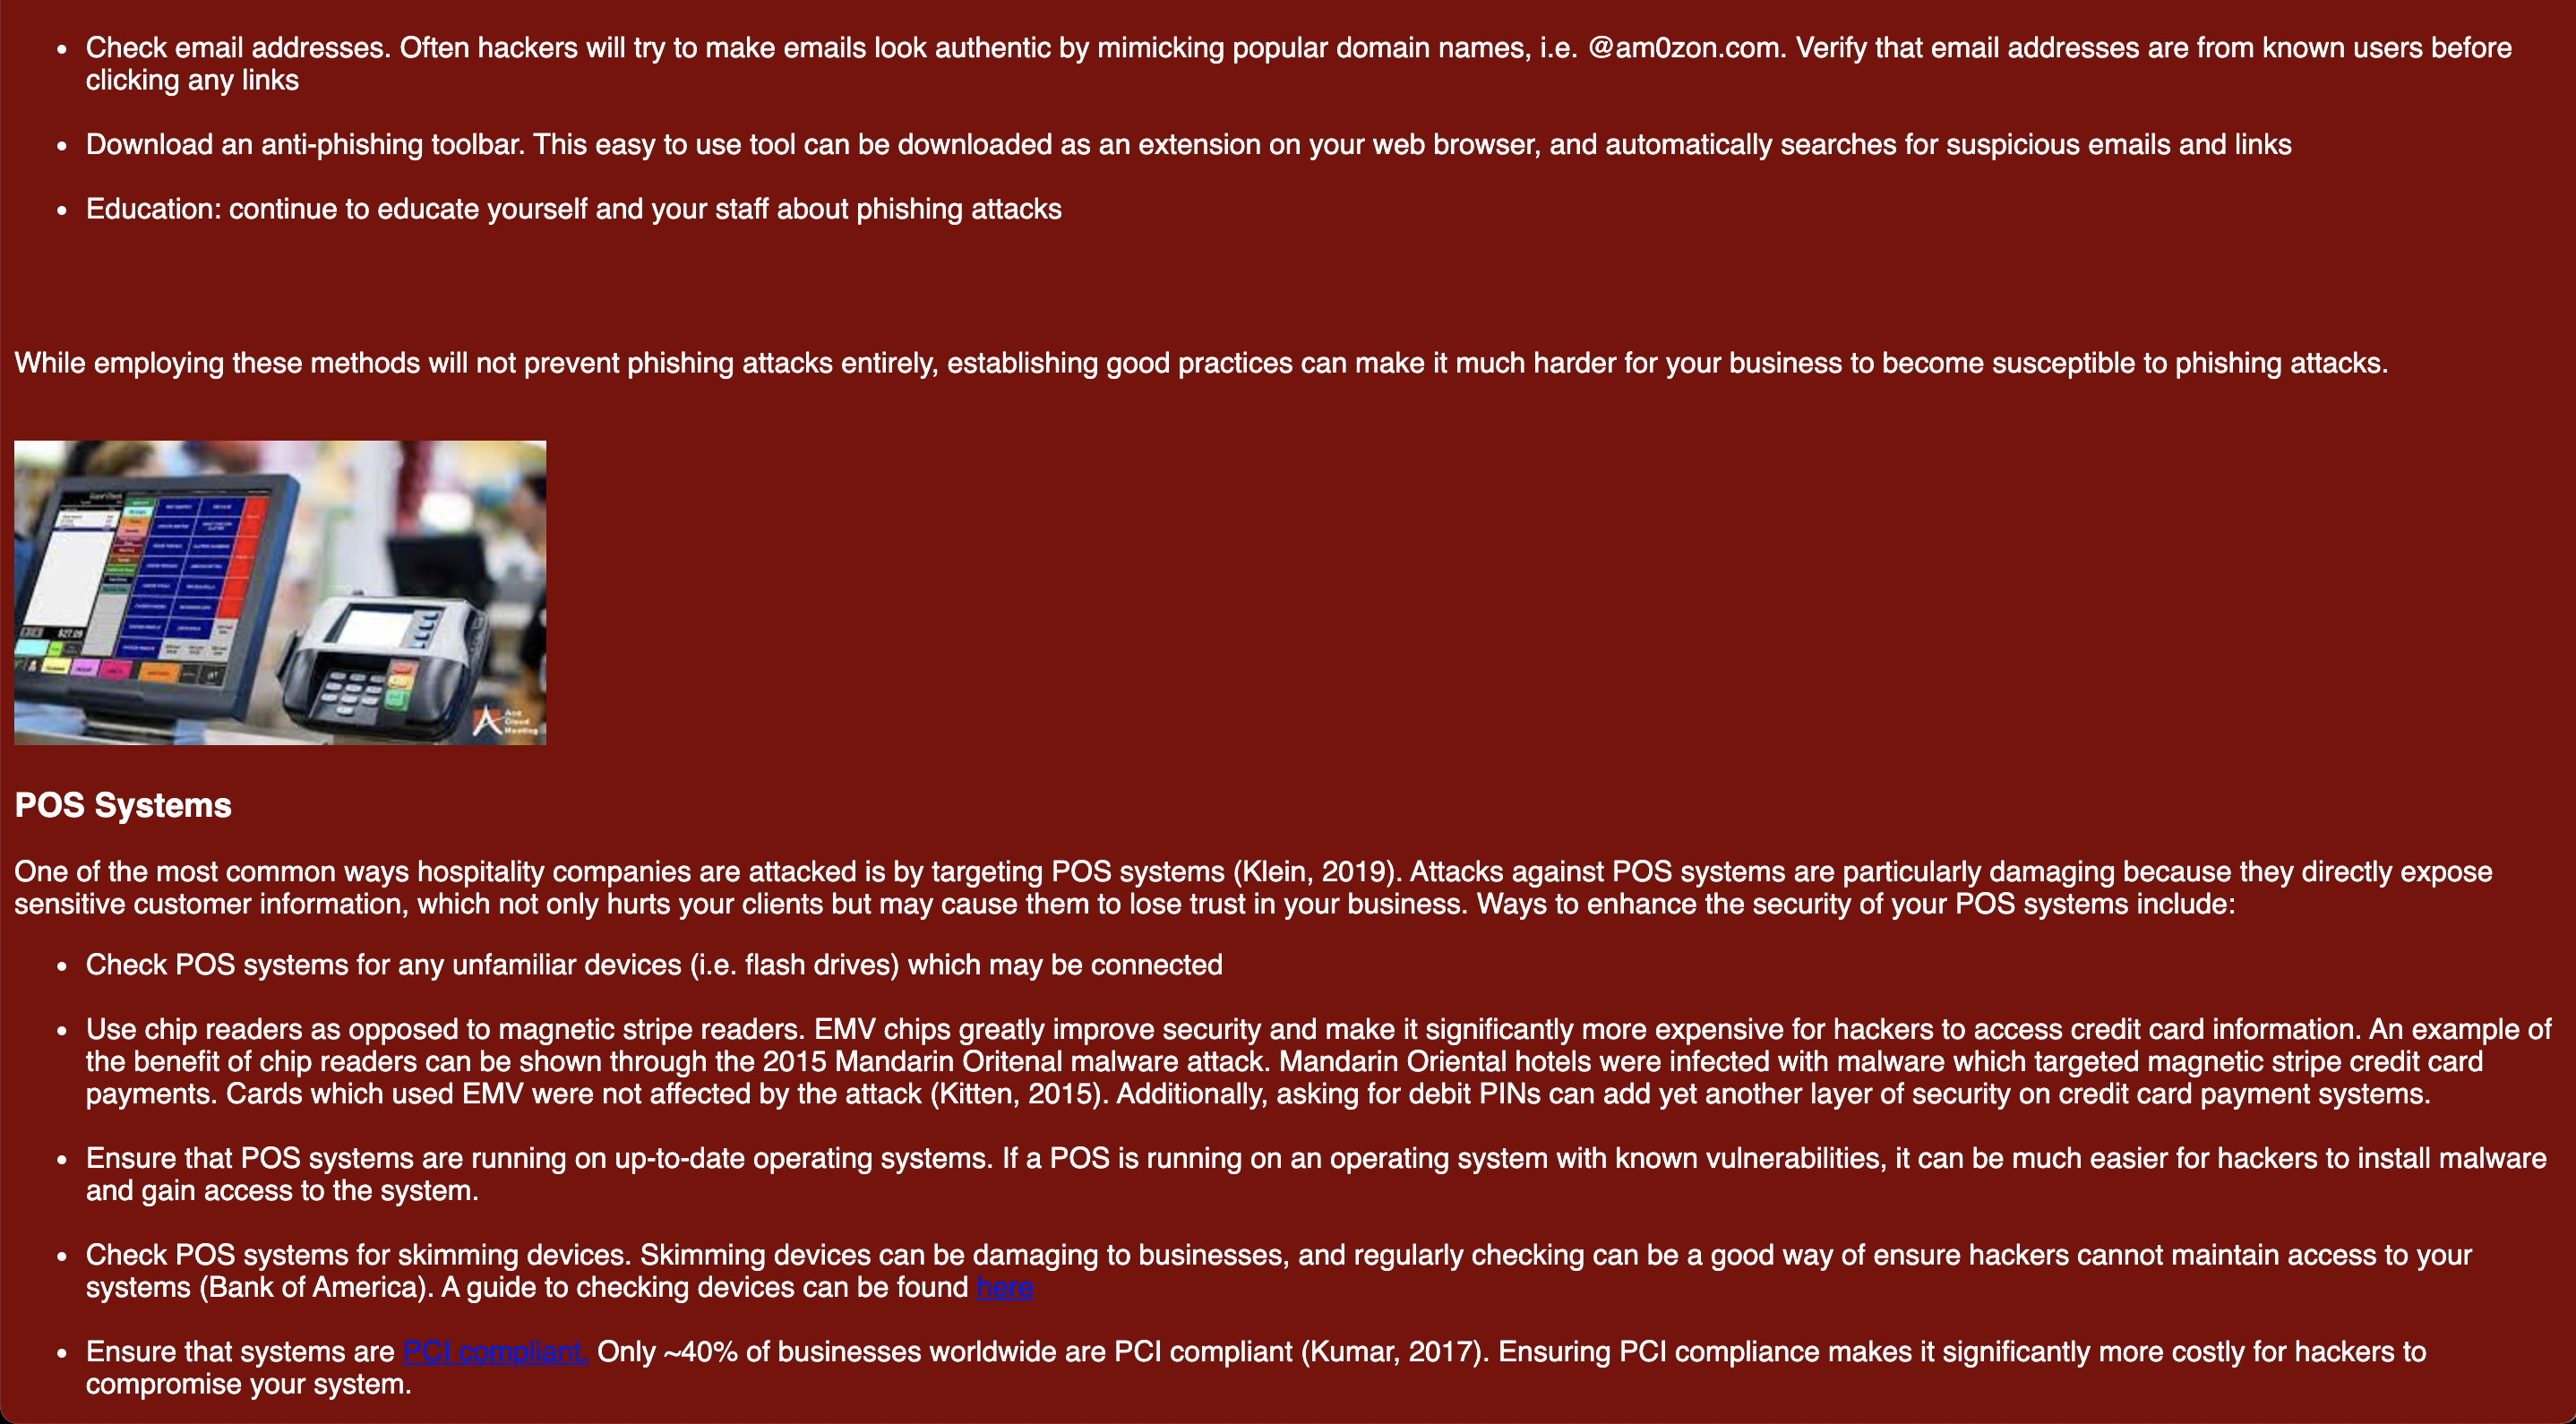 • Check email addresses. Often hackers will try to make emails look authentic by mimicking popular domain names, i.e. @am0zon.com. Verify that email addresses are from known users before
clicking any links
• Download an anti-phishing toolbar. This easy to use tool can be downloaded as an extension on your web browser, and automatically searches for suspicious emails and links
• Education: continue to educate yourself and your staff about phishing attacks
While employing these methods will not prevent phishing attacks entirely, establishing good practices can make it much harder for your business to become susceptible to phishing attacks.
$27.09
Ace
Cloud
Hosting
POS Systems
One of the most common ways hospitality companies are attacked is by targeting POS systems (Klein, 2019). Attacks against POS systems are particularly damaging because they directly expose
sensitive customer information, which not only hurts your clients but may cause them to lose trust in your business. Ways to enhance the security of your POS systems include:
• Check POS systems for any unfamiliar devices (i.e. flash drives) which may be connected
• Use chip readers as opposed to magnetic stripe readers. EMV chips greatly improve security and make it significantly more expensive for hackers to access credit card information. An example of
the benefit of chip readers can be shown through the 2015 Mandarin Oritenal malware attack. Mandarin Oriental hotels were infected with malware which targeted magnetic stripe credit card
payments. Cards which used EMV were not affected by the attack (Kitten, 2015). Additionally, asking for debit PINs can add yet another layer of security on credit card payment systems.
• Ensure that POS systems are running on up-to-date operating systems. If a POS is running on an operating system with known vulnerabilities, it can be much easier for hackers to install malware
and gain access to the system.
• Check POS systems for skimming devices. Skimming devices can be damaging to businesses, and regularly checking can be a good way of ensure hackers cannot maintain access to your
systems (Bank of America). A guide to checking devices can be found here
• Ensure that systems are PCI compliant. Only ~40% of businesses worldwide are PCI compliant (Kumar, 2017). Ensuring PCI compliance makes it significantly more costly for hackers to
compromise your system.